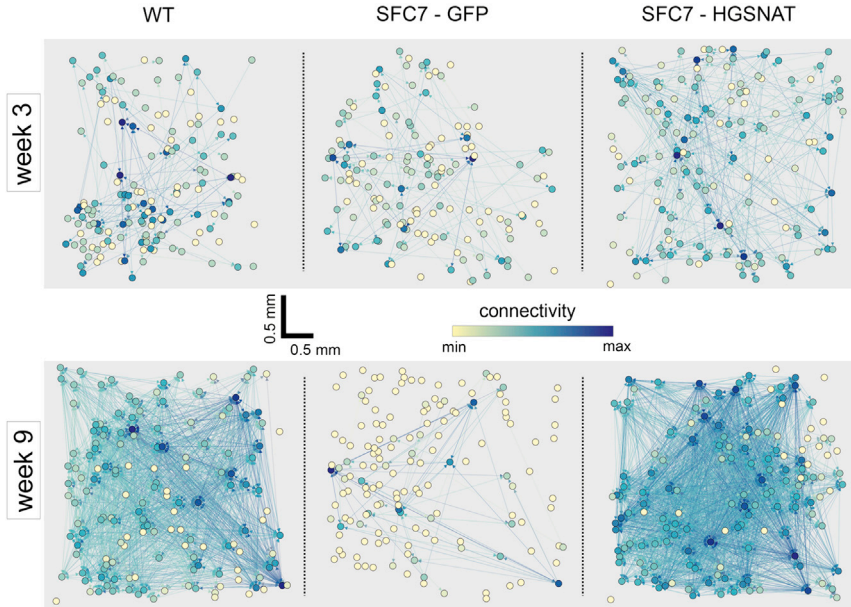 WT
SFC7 - GFP
SFC7 - HGSNAT
week 3
0.5 mm
0.5 mm
connectivity
min
max
week 9